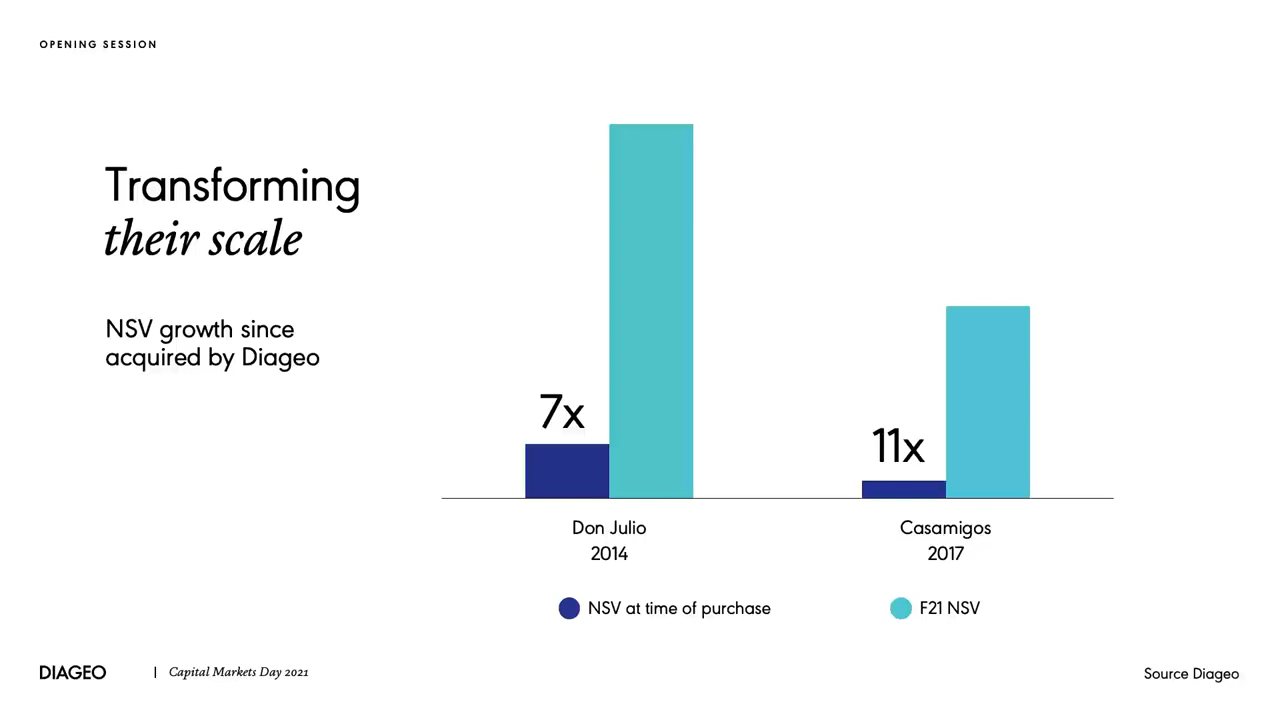 OPENING SESSION
Transforming
their scale
NSV growth since
acquired by Diageo
7x
11x
Don Julio
2014
Casamigos
2017
NSV at time of purchase
F21 NSV
DIAGEO | Capital Markets Day 2021
Source Diageo